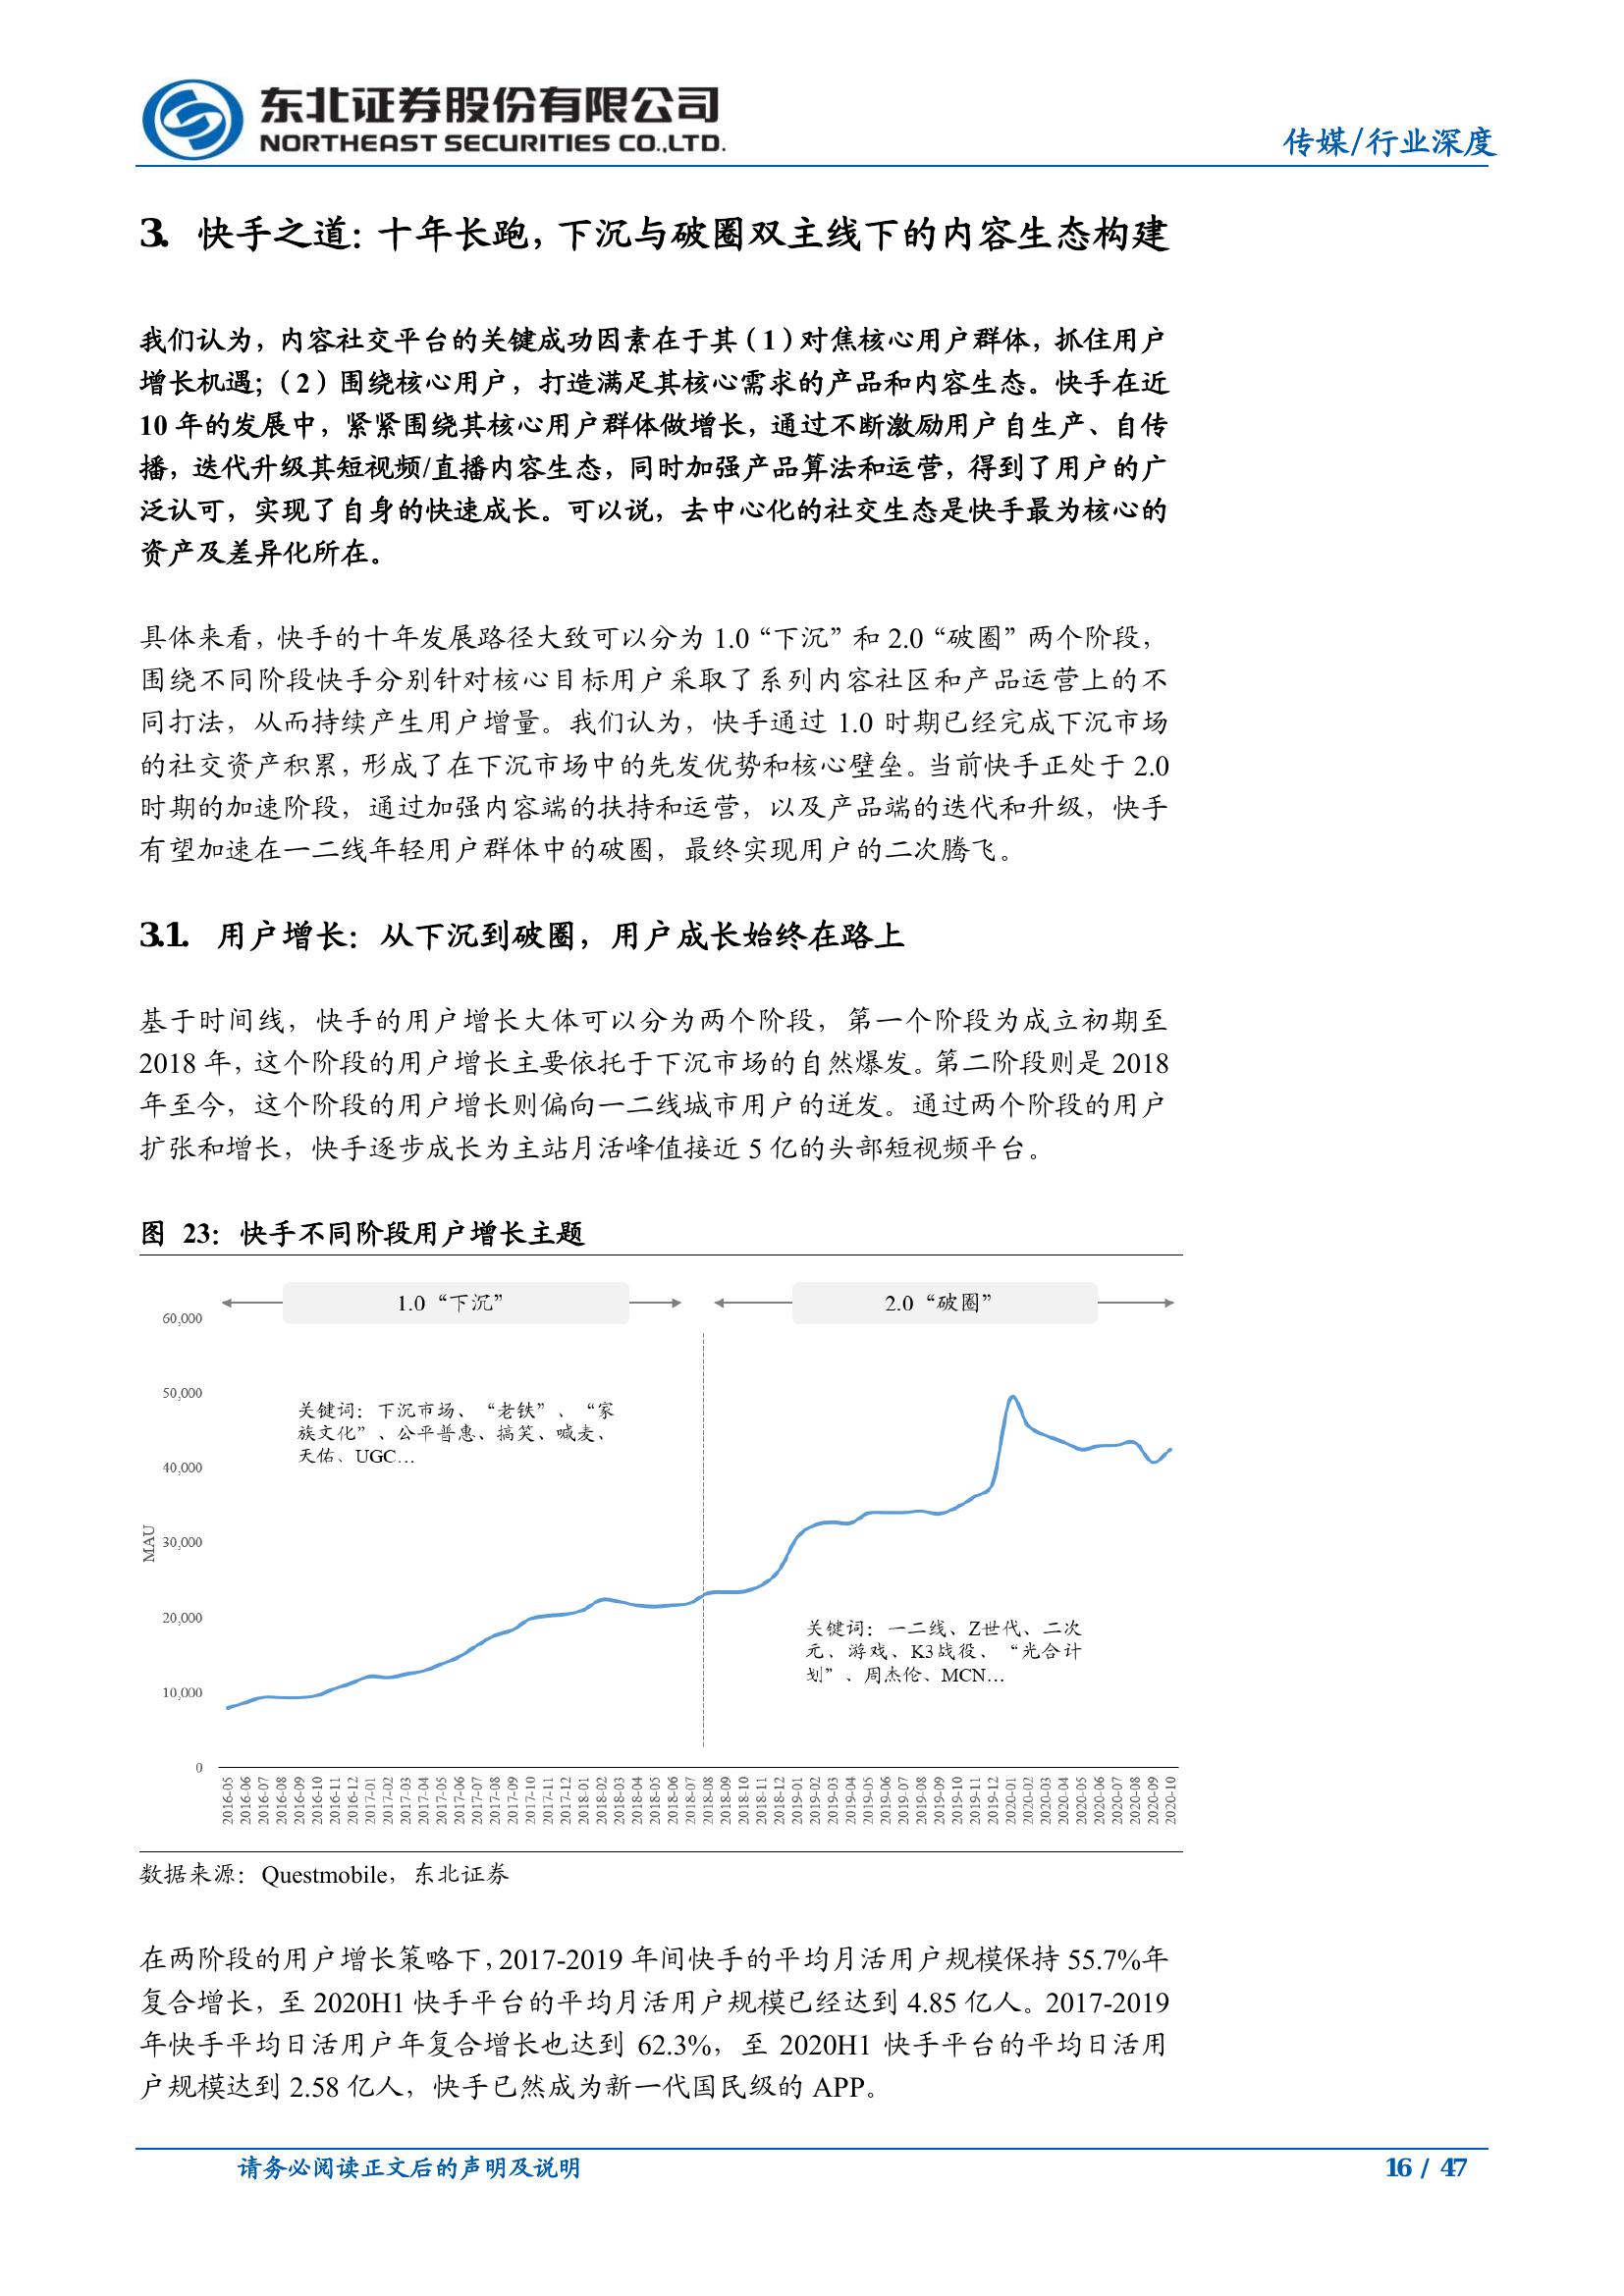 东北证券股份有限公司
NORTHEAST SECURITIES CO.,LTD.
传媒/行业深度
3. 快手之道：十年长跑，下沉与破圈双主线下的内容生态构建
我们认为，内容社交平台的关键成功因素在于其（1）对焦核心用户群体，抓住用户
增长机遇；（2）围绕核心用户，打造满足其核心需求的产品和内容生态。快手在近
10 年的发展中，紧紧围绕其核心用户群体做增长，通过不断激励用户自生产、自传
播，迭代升级其短视频/直播内容生态，同时加强产品算法和运营，得到了用户的广
泛认可，实现了自身的快速成长。可以说，去中心化的社交生态是快手最为核心的
资产及差异化所在。
具体来看，快手的十年发展路径大致可以分为 1.0“下沉”和 2.0“破圈”两个阶段，
围绕不同阶段快手分别针对核心目标用户采取了系列内容社区和产品运营上的不
同打法，从而持续产生用户增量。我们认为，快手通过 1.0 时期已经完成下沉市场
的社交资产积累，形成了在下沉市场中的先发优势和核心壁垒。当前快手正处于 2.0
时期的加速阶段，通过加强内容端的扶持和运营，以及产品端的迭代和升级，快手
有望加速在一二线年轻用户群体中的破圈，最终实现用户的二次腾飞。
3.1. 用户增长：从下沉到破圈，用户成长始终在路上
基于时间线，快手的用户增长大体可以分为两个阶段，第一个阶段为成立初期至
2018 年，这个阶段的用户增长主要依托于下沉市场的自然爆发。第二阶段则是 2018
年至今，这个阶段的用户增长则偏向一二线城市用户的迸发。通过两个阶段的用户
扩张和增长，快手逐步成长为主站月活峰值接近 5 亿的头部短视频平台。
图 23：快手不同阶段用户增长主题
1.0“下沉”
2.0“破圈”
60,000
50,000
40,000
30,000
20,000
10,000
0
MAU
关键词：下沉市场、“老铁”、“家
族文化”、公平普惠、搞笑、喊麦、
天佑、UGC…
关键词：一二线、Z世代、二次
元、游戏、K3战役、“光合计
划”、周杰伦、MCN…
2016-05
2016-06
2016-07
2016-08
2016-09
2016-10
2016-11
2016-12
2017-01
2017-02
2017-03
2017-04
2017-05
2017-06
2017-07
2017-08
2017-09
2017-10
2017-11
2017-12
2018-01
2018-02
2018-03
2018-04
2018-05
2018-06
2018-07
2018-08
2018-09
2018-10
2018-11
2018-12
2019-01
2019-02
2019-03
2019-04
2019-05
2019-06
2019-07
2019-08
2019-09
2019-10
2019-11
2019-12
2020-01
2020-02
2020-03
2020-04
2020-05
2020-06
2020-07
2020-08
2020-09
2020-10
数据来源：Questmobile，东北证券
在两阶段的用户增长策略下，2017-2019 年间快手的平均月活用户规模保持 55.7%年
复合增长，至 2020H1 快手平台的平均月活用户规模已经达到 4.85 亿人。2017-2019
年快手平均日活用户年复合增长也达到 62.3%，至 2020H1 快手平台的平均日活用
户规模达到 2.58 亿人，快手已然成为新一代国民级的 APP。
请务必阅读正文后的声明及说明
16 / 47